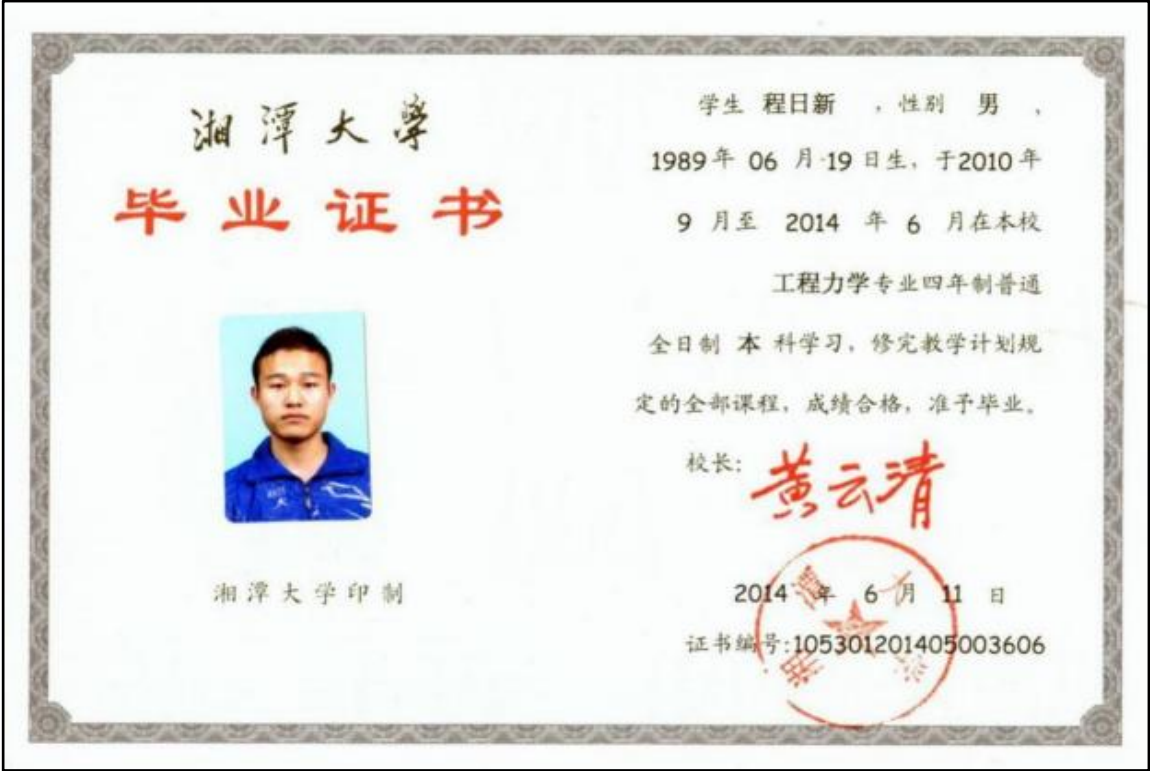 湘潭大学
毕业证书
湘潭大学印制
学生 程日新 ，性别 男 ，
1989年 06 月 19 日生，于2010年
9 月至 2014 年 6 月在本校
工程力学专业四年制普通
全日制 本 科学习，修完教学计划规
定的全部课程，成绩合格，准予毕业。
校长：黄云清
2014 年 6 月 11 日
证书编号:105301201405003606
湘潭大学